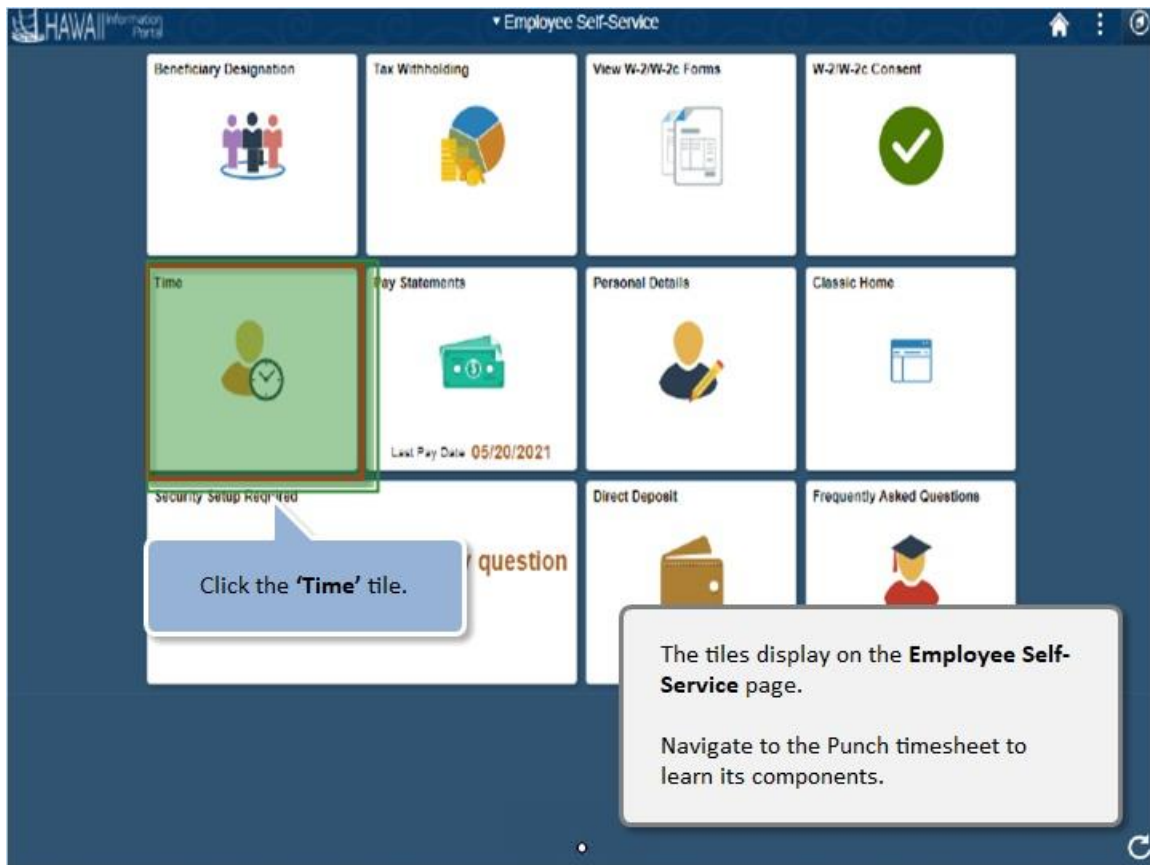 HAWAII Information
Portal
Employee Self-Service
Beneficiary Designation
Tax Withholding
View W-2/W-2c Forms
W-2/W-2c Consent
Time
Pay Statements
Last Pay Date 05/20/2021
Personal Details
Classic Home
Security Setup Required
question
Direct Deposit
Frequently Asked Questions
Click the ‘Time’ tile.
The tiles display on the Employee Self-
Service page.
Navigate to the Punch timesheet to
learn its components.